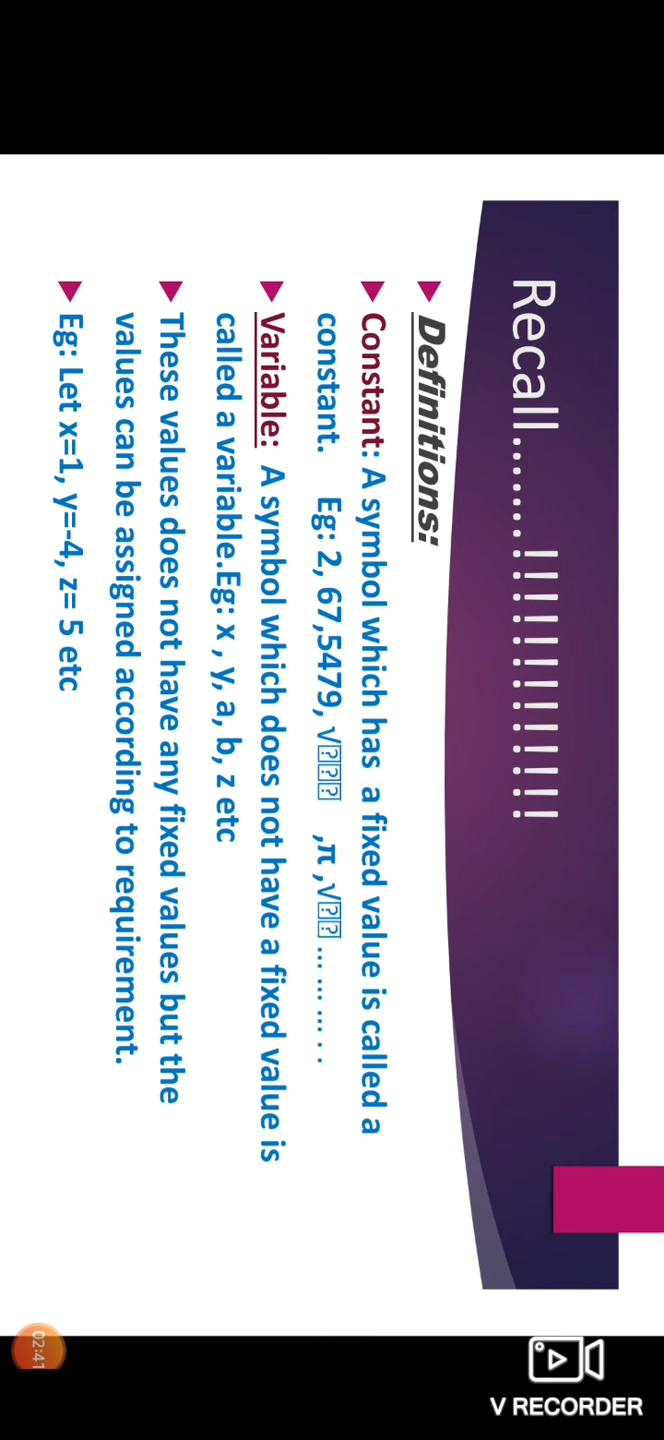 Recall.......!!!!!!!!!!!
Definitions:
Constant: A symbol which has a fixed value is called a
constant. Eg: 2, 67,5479, √ ,π ,√ ... ... ... . .
Variable: A symbol which does not have a fixed value is
called a variable.Eg: x , y, a, b, z etc
These values does not have any fixed values but the
values can be assigned according to requirement.
Eg: Let x=1, y=-4, z= 5 etc
02:41
V RECORDER